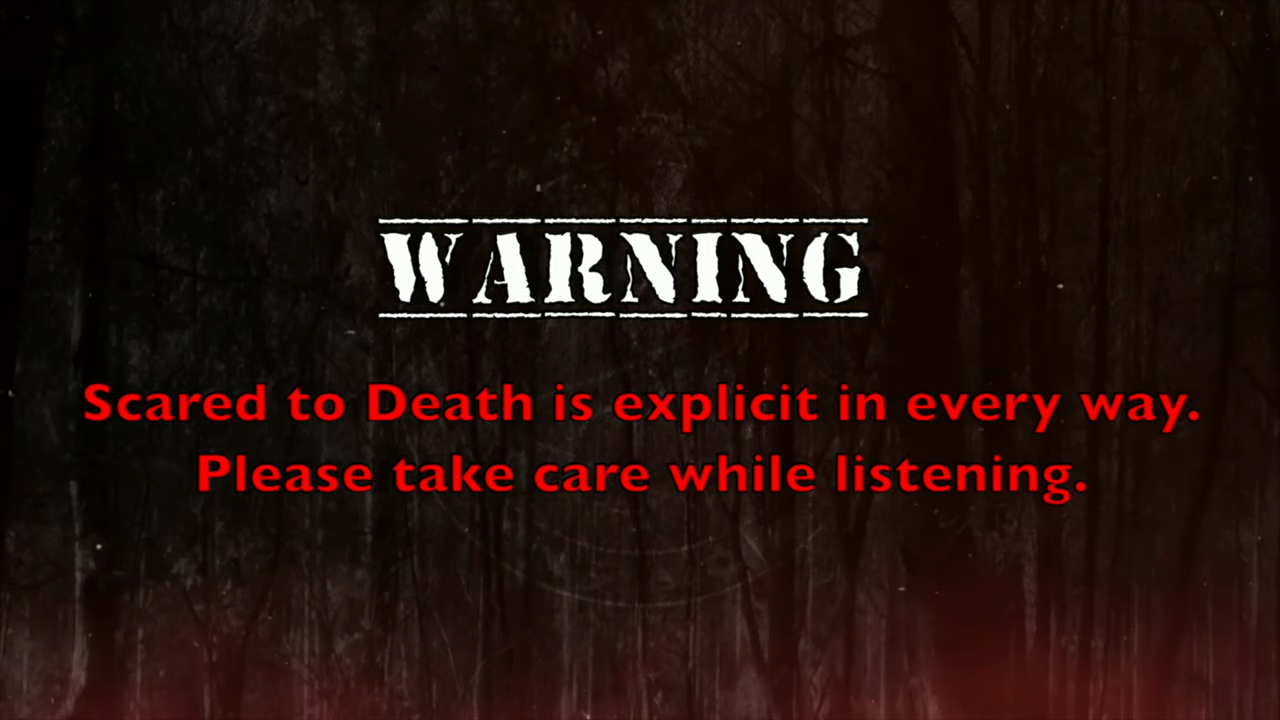 WARNING
Scared to Death is explicit in every way.
Please take care while listening.